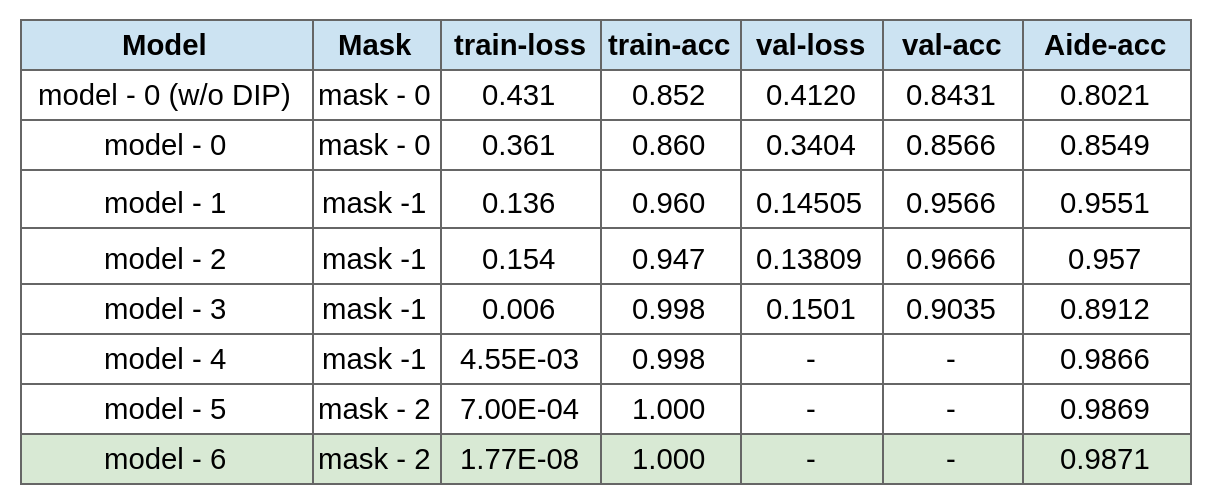 Model Mask train-loss train-acc val-loss val-acc Aide-acc
model - 0 (w/o DIP) mask - 0 0.431 0.852 0.4120 0.8431 0.8021
model - 0 mask - 0 0.361 0.860 0.3404 0.8566 0.8549
model - 1 mask -1 0.136 0.960 0.14505 0.9566 0.9551
model - 2 mask -1 0.154 0.947 0.13809 0.9666 0.957
model - 3 mask -1 0.006 0.998 0.1501 0.9035 0.8912
model - 4 mask -1 4.55E-03 0.998 - - 0.9866
model - 5 mask - 2 7.00E-04 1.000 - - 0.9869
model - 6 mask - 2 1.77E-08 1.000 - - 0.9871